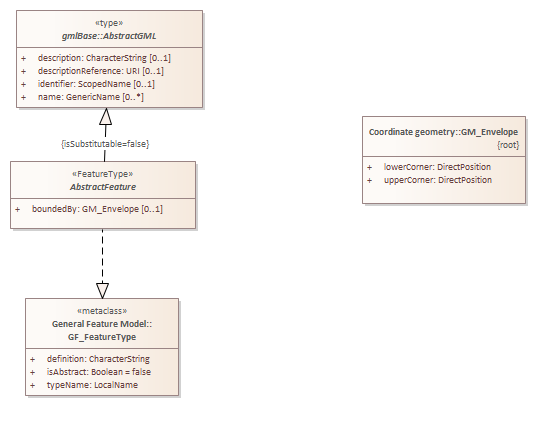 «type»
gmlBase::AbstractGML
+ description: CharacterString [0..1]
+ descriptionReference: URI [0..1]
+ identifier: ScopedName [0..1]
+ name: GenericName [0..*]
{isSubstitutable=false}
«FeatureType»
AbstractFeature
+ boundedBy: GM_Envelope [0..1]
«metaclass»
General Feature Model::
GF_FeatureType
+ definition: CharacterString
+ isAbstract: Boolean = false
+ typeName: LocalName
Coordinate geometry::GM_Envelope
{root}
+ lowerCorner: DirectPosition
+ upperCorner: DirectPosition